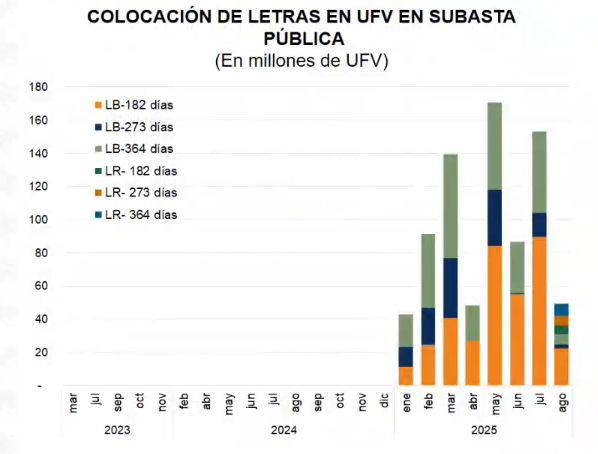 COLOCACIÓN DE LETRAS EN UFV EN SUBASTA
PÚBLICA
(En millones de UFV)
180
160
140
120
100
80
60
40
20
-
LB-182 días
LB-273 días
LB-364 días
LR- 182 días
LR- 273 días
LR- 364 días
mar jul sep oct nov feb abr may jun jul ago oct nov dic ene feb mar abr may jun jul ago
2023 2024 2025